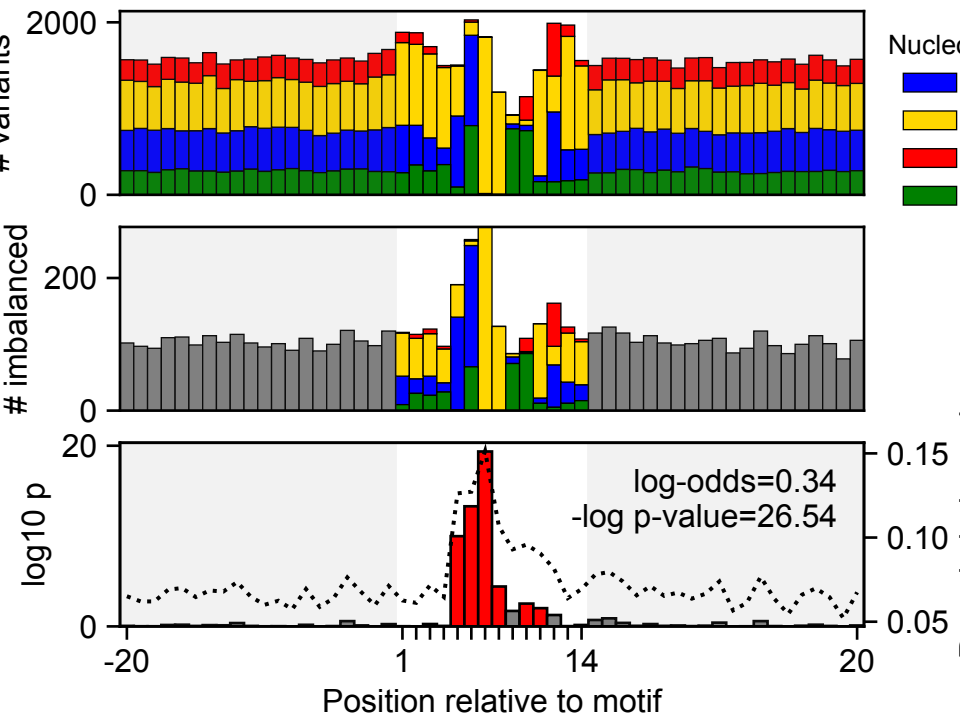 2000
0
# variants
Nucleo
200
0
# imbalanced
20
0
log10 p
log-odds=0.34
-log p-value=26.54
0.15
0.10
0.05
-20
1
14
20
Position relative to motif